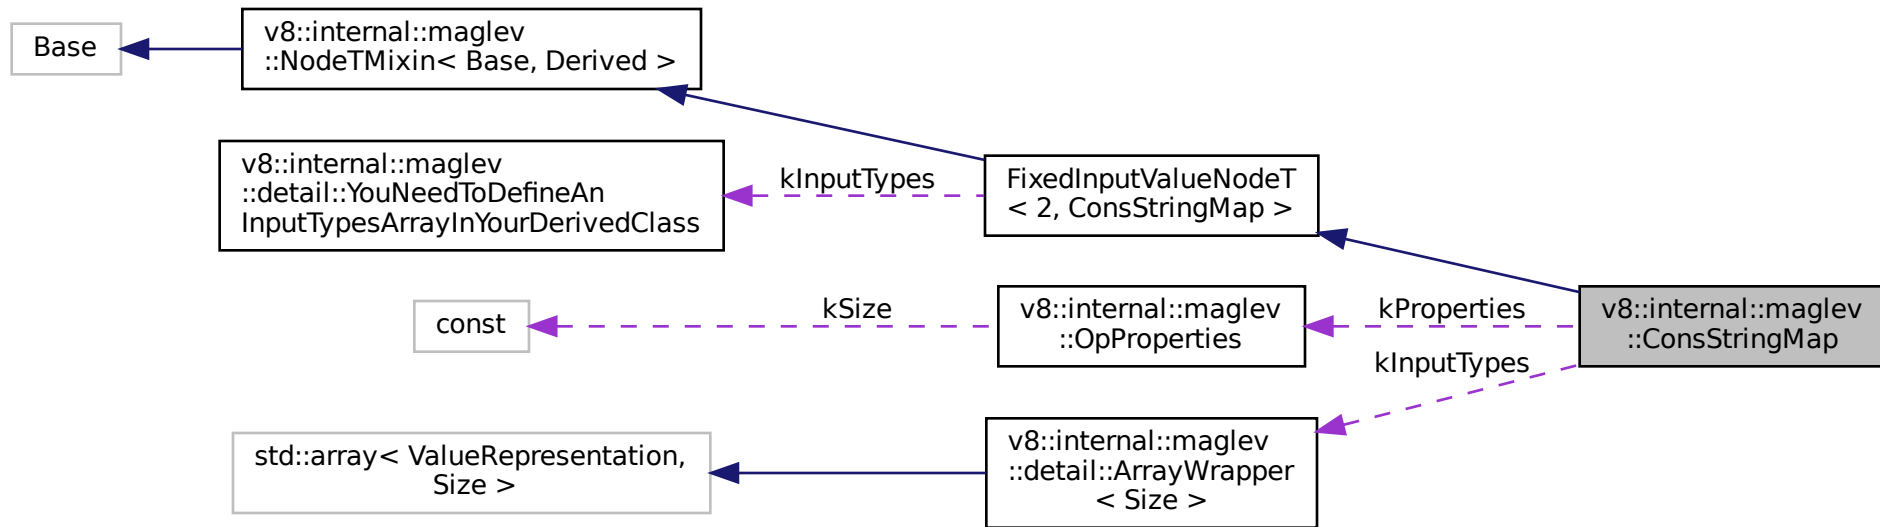 Base
v8::internal::maglev
::NodeTMixin< Base, Derived >
v8::internal::maglev
::detail::YouNeedToDefineAn
InputTypesArrayInYourDerivedClass
kInputTypes
FixedInputValueNodeT
< 2, ConsStringMap >
const
kSize
v8::internal::maglev
::OpProperties
kProperties
v8::internal::maglev
::ConsStringMap
kInputTypes
std::array< ValueRepresentation,
Size >
v8::internal::maglev
::detail::ArrayWrapper
< Size >